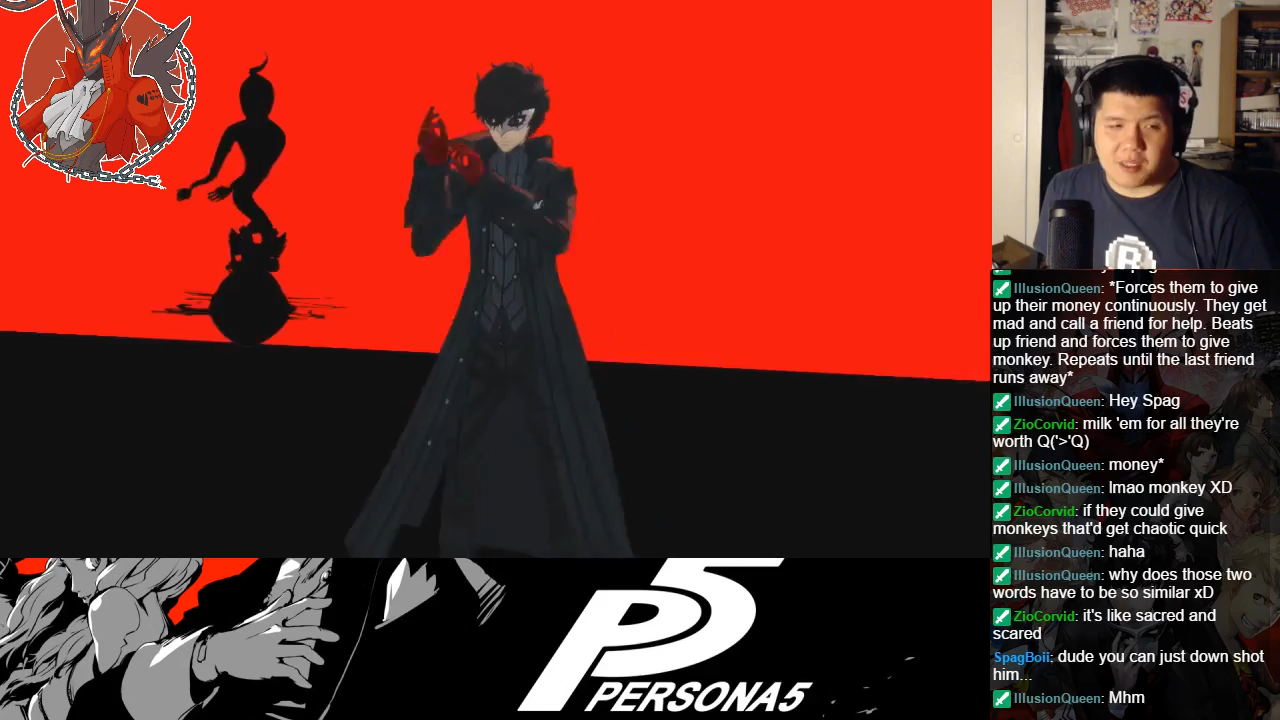 IllusionQueen: *Forces them to give
up their money continuously. They get
mad and call a friend for help. Beats
up friend and forces them to give
monkey. Repeats until the last friend
runs away*
IllusionQueen: Hey Spag
ZioCorvid: milk 'em for all they're
worth Q('>'Q)
IllusionQueen: money*
IllusionQueen: lmao monkey XD
ZioCorvid: if they could give
monkeys that'd get chaotic quick
IllusionQueen: haha
IllusionQueen: why does those two
words have to be so similar xD
ZioCorvid: it's like sacred and
scared
SpagBoii: dude you can just down shot
him...
IllusionQueen: Mhm
P5
PERSONA5
R